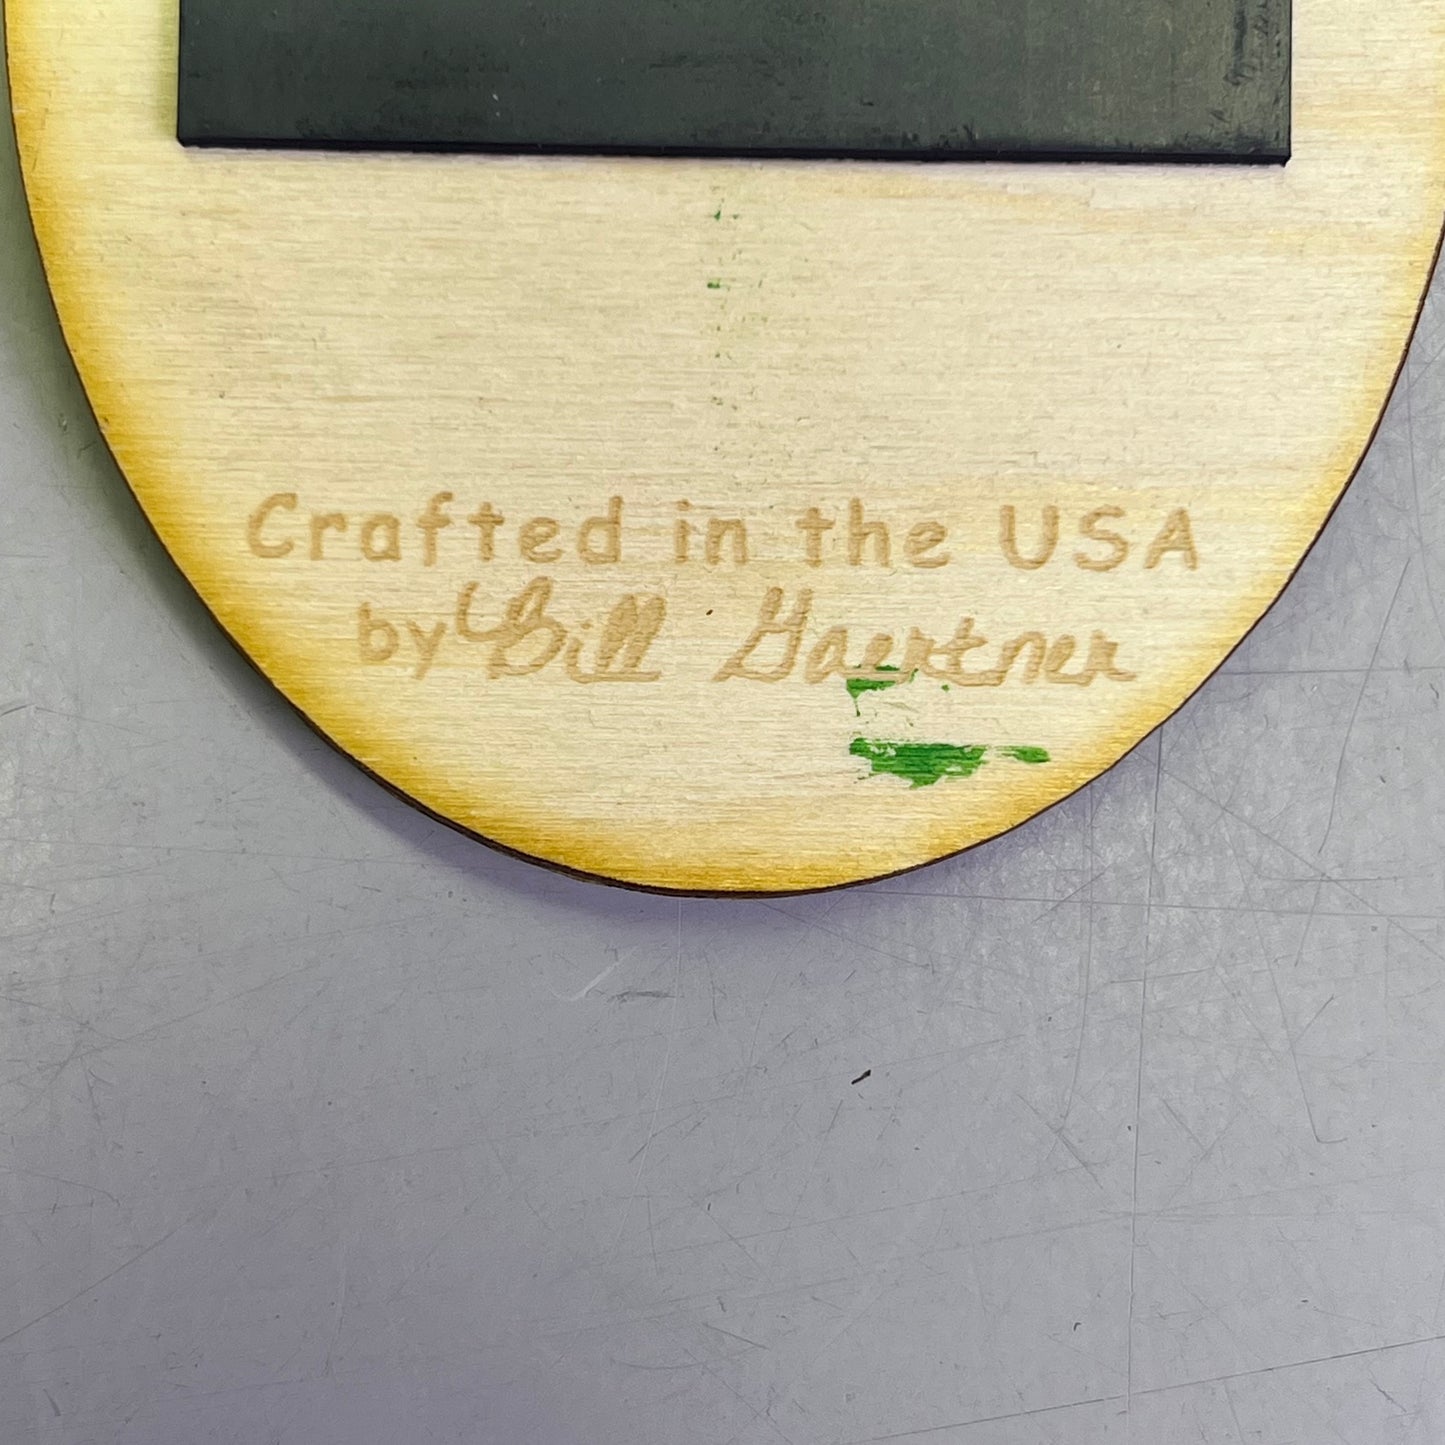 Crafted in the USA
by Bill Gaertner